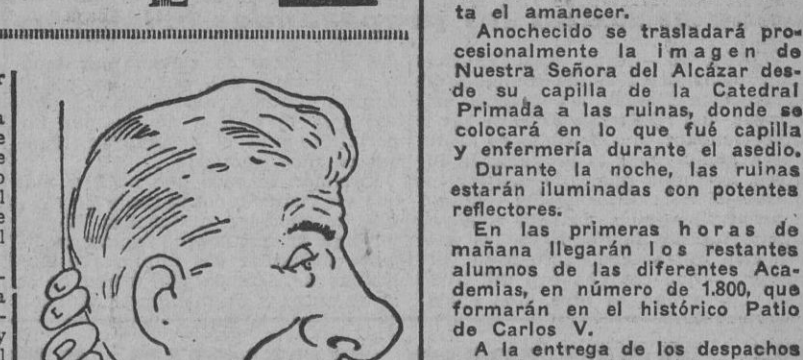 ta el amanecer.
Anochecido se trasladará pro-
cesionalmente la imagen de
Nuestra Señora del Alcázar des-
de su capilla de la Catedral
Primada a las ruinas, donde se
colocará en lo que fué capilla
y enfermería durante el asedio.
Durante la noche, las ruinas
estarán iluminadas con potentes
reflectores.
En las primeras horas de
mañana llegarán los restantes
alumnos de las diferentes Aca-
demias, en número de 1.800, que
formarán en el histórico Patio
de Carlos V.
A la entrega de los despachos